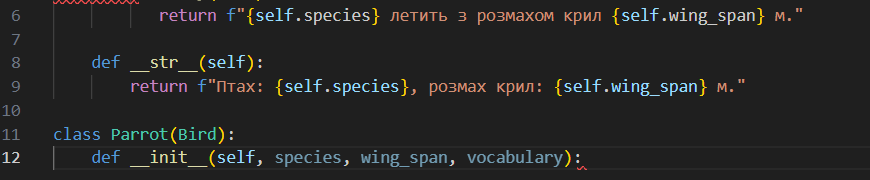 6 return f"{self.species} летить з розмахом крил {self.wing_span} м."
7
8 def __str__(self):
9 return f"Птах: {self.species}, розмах крил: {self.wing_span} м."
10
11 class Parrot(Bird):
12 def __init__(self, species, wing_span, vocabulary):